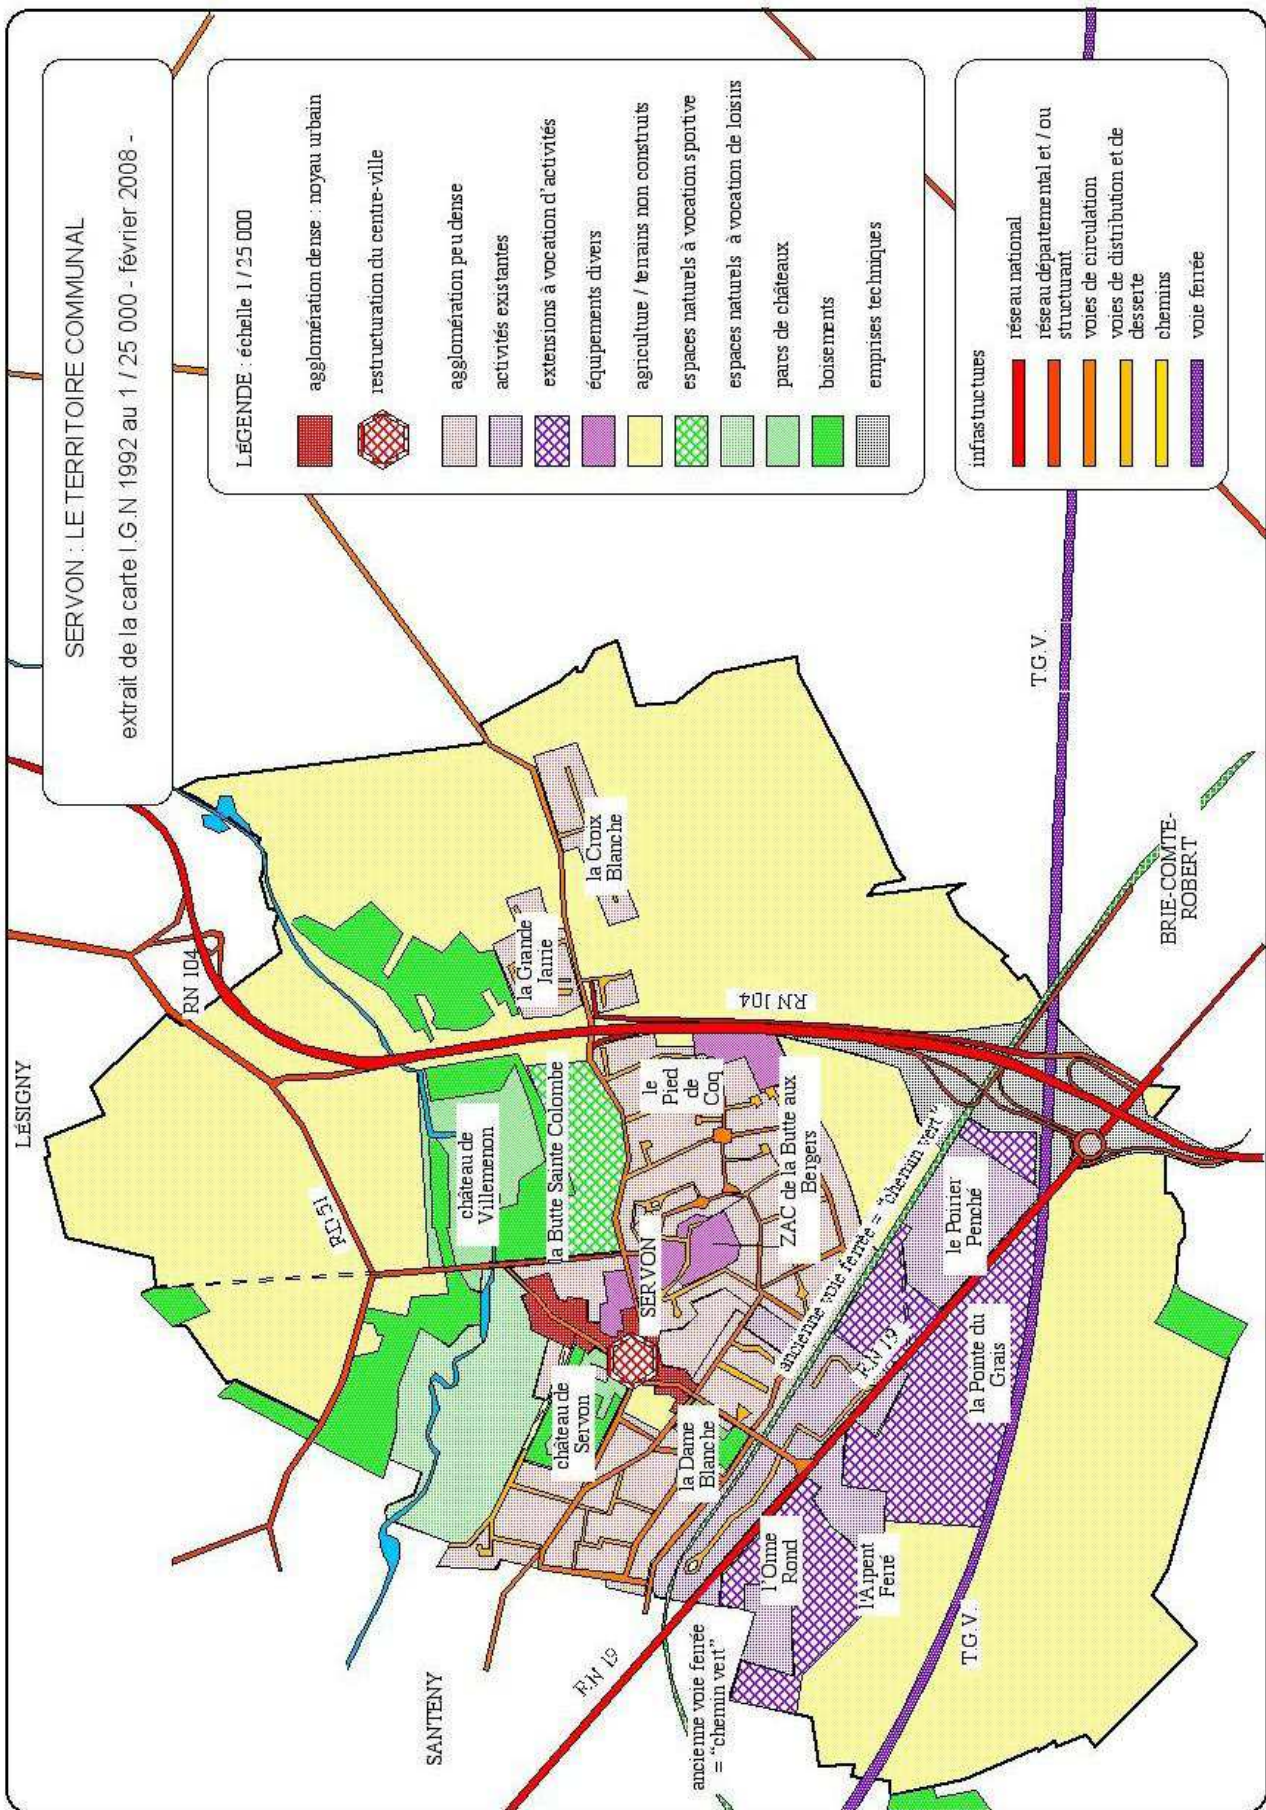 SERVON : LE TERRITOIRE COMMUNAL
extrait de la carte I.G.N 1992 au 1 / 25 000 - février 2008 -
LÉGENDE : échelle 1 / 25 000
agglomération dense : noyau urbain
restructuration du centre-ville
agglomération peu dense
activités existantes
extensions à vocation d'activités
équipements divers
agriculture / terrains non construits
espaces naturels à vocation sportive
espaces naturels à vocation de loisirs
parcs de châteaux
boisements
emprises techniques
infrastructures
réseau national
réseau départemental et / ou
structurant
voies de circulation
voies de distribution et de
desserte
chemins
voie ferrée
LÉSIGNY
RN 104
RD 51
château de
Villemenon
la Butte Sainte Colombe
la Grande
Jarrie
la Croix
Blanche
le
Pied
de
Coq
RN 104
ZAC de la Butte aux
Bergers
SERVON
château de
Servon
la Dame
Blanche
ancienne voie ferrée = "chemin vert"
le Poirier
Penché
RN 19
la Pointe du
Grais
l'Orme
Rond
l'Arpent
Ferré
T.G.V.
T.G.V.
BRIE-COMTE-
ROBERT
SANTENY
RN 19
ancienne voie ferrée
= "chemin vert"